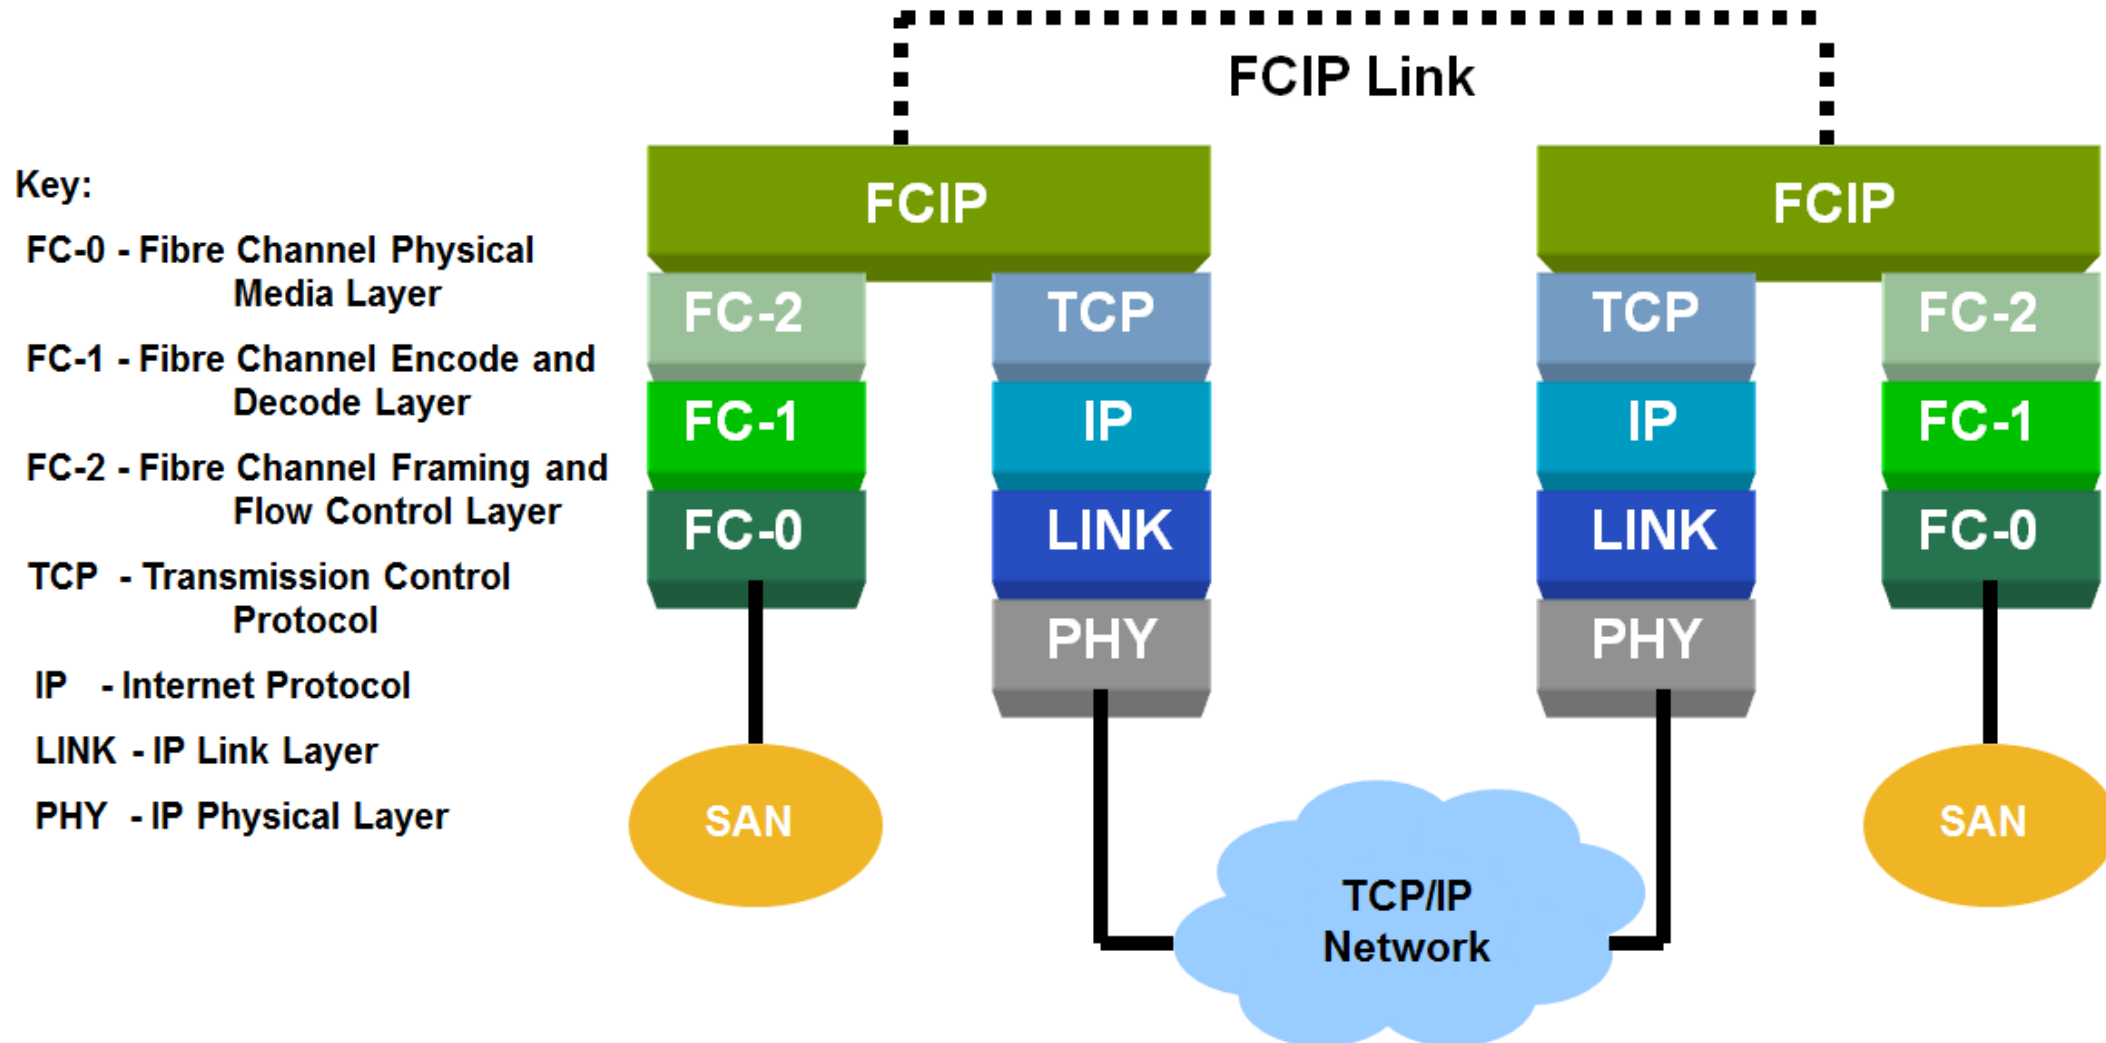 FCIP Link
Key:
FC-0 - Fibre Channel Physical
Media Layer
FC-1 - Fibre Channel Encode and
Decode Layer
FC-2 - Fibre Channel Framing and
Flow Control Layer
TCP - Transmission Control
Protocol
IP - Internet Protocol
LINK - IP Link Layer
PHY - IP Physical Layer
FCIP
FC-2
FC-1
FC-0
SAN
TCP
IP
LINK
PHY
TCP/IP
Network
FCIP
TCP
IP
LINK
PHY
FC-2
FC-1
FC-0
SAN